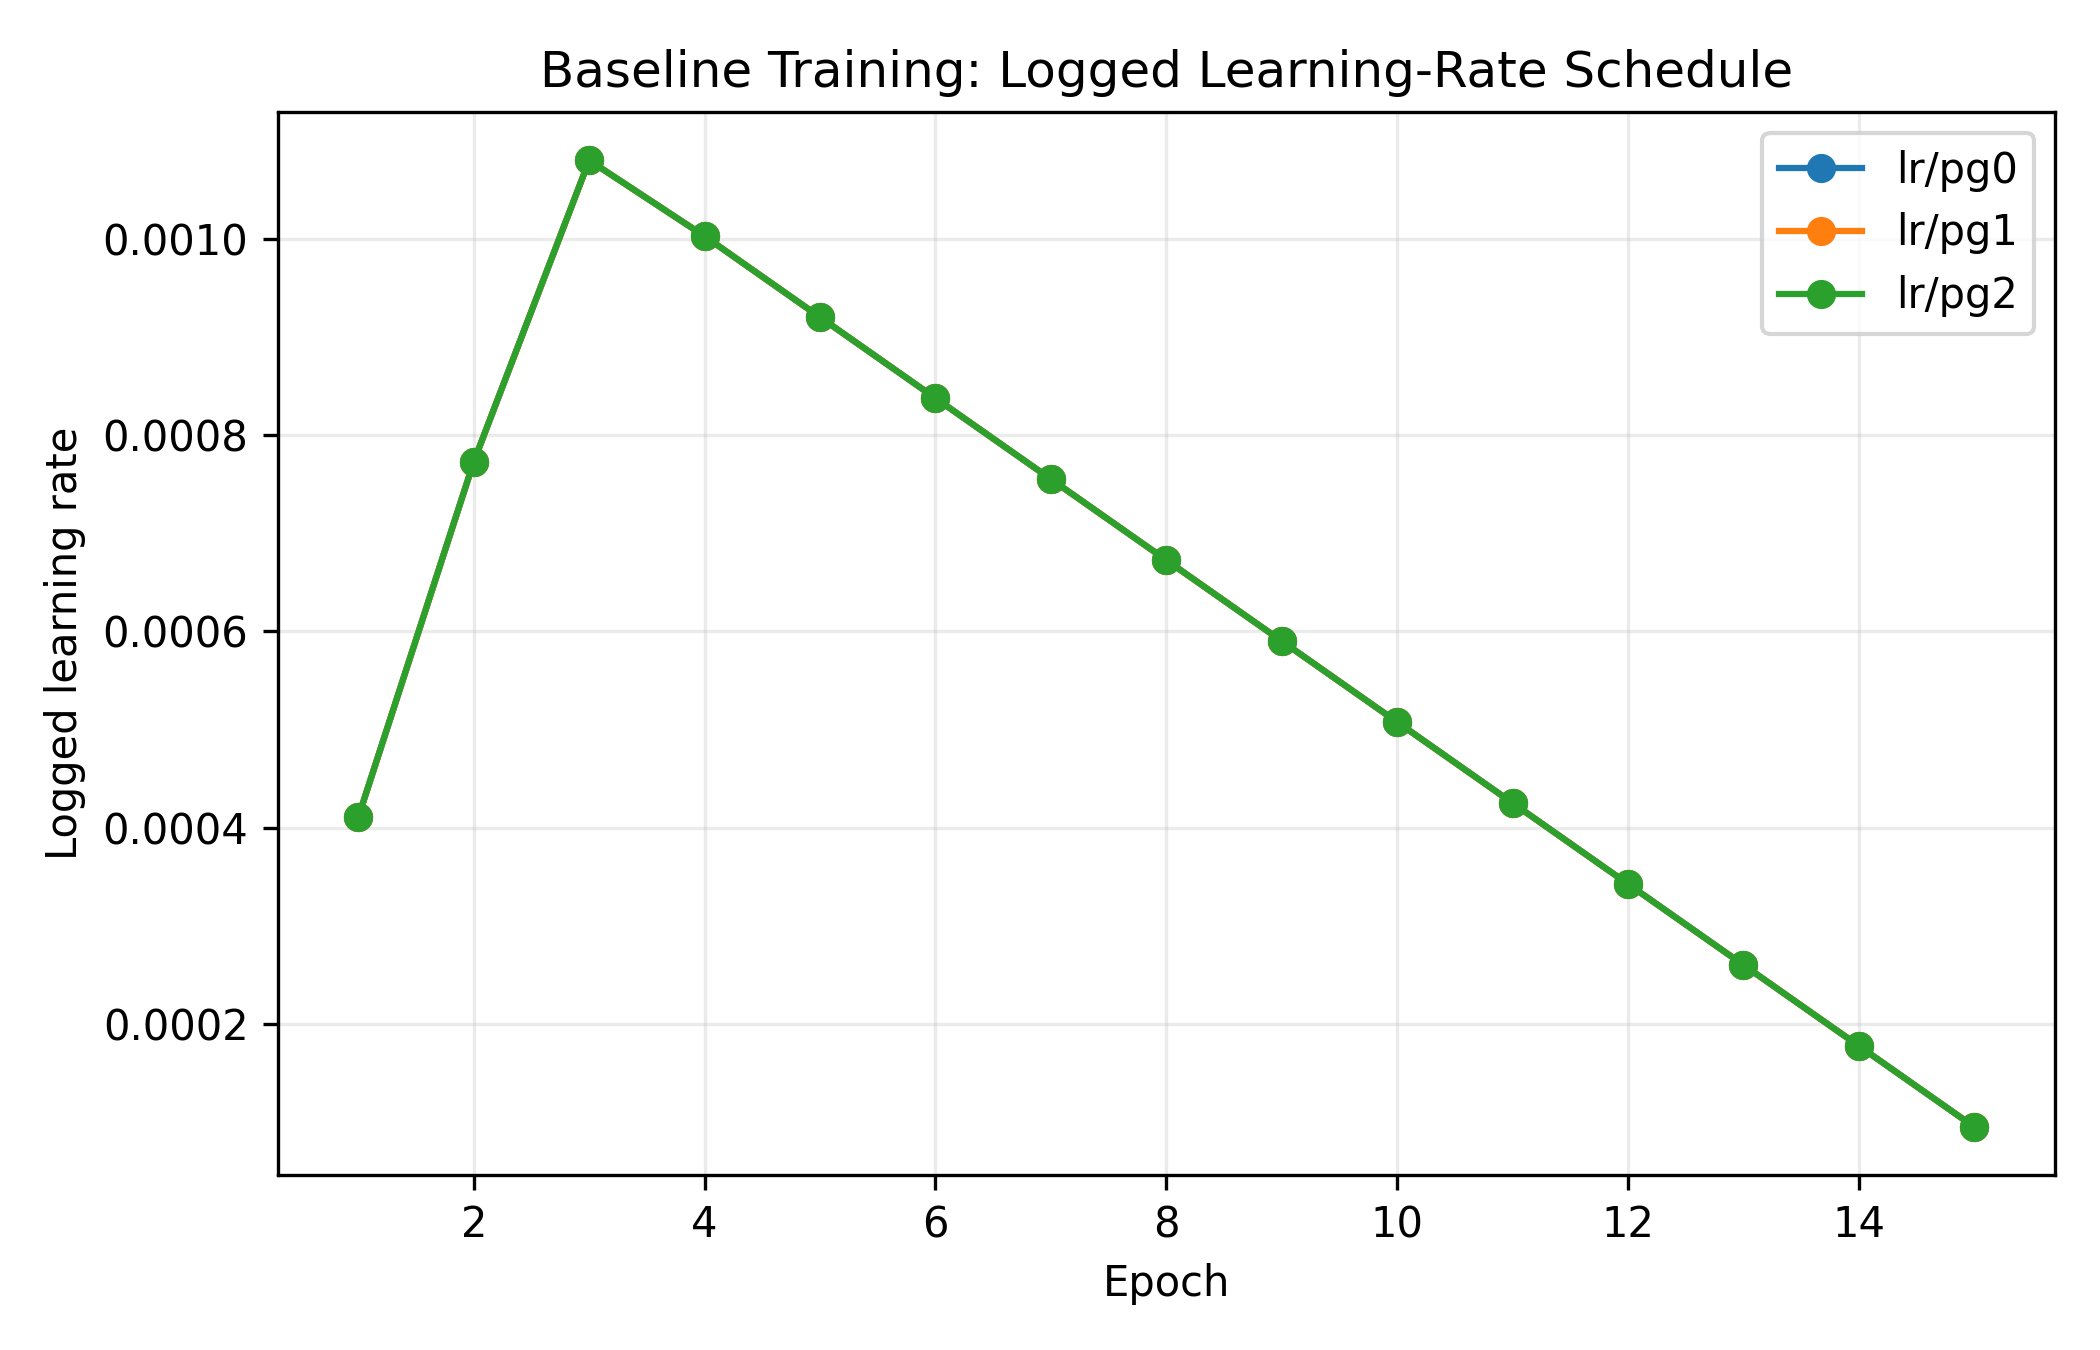 Baseline Training: Logged Learning-Rate Schedule
lr/pg0
lr/pg1
lr/pg2
Logged learning rate
0.0010
0.0008
0.0006
0.0004
0.0002
2 4 6 8 10 12 14
Epoch